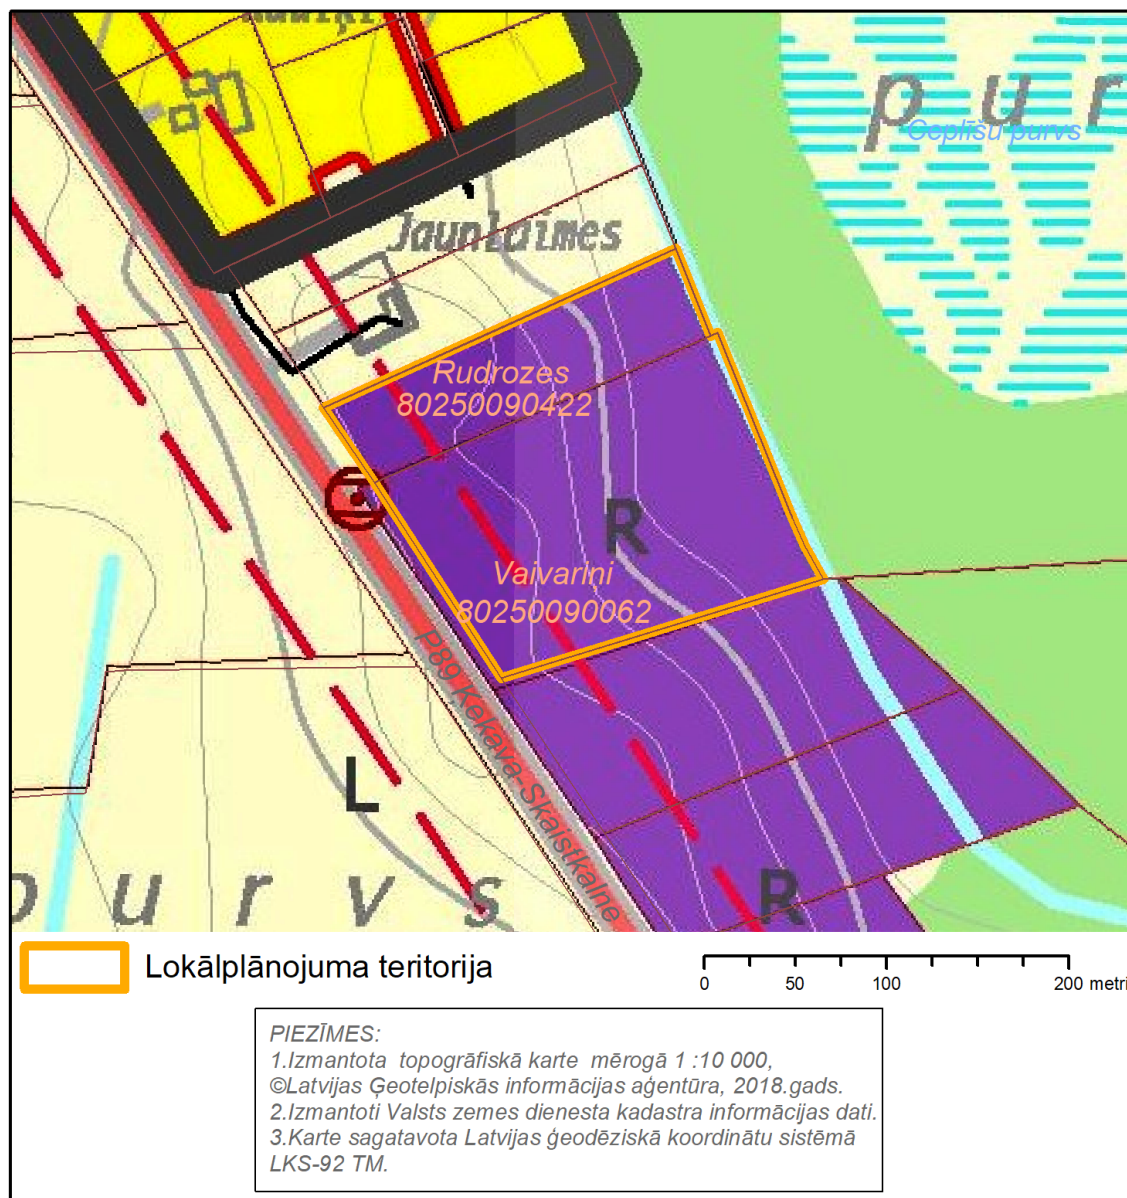 p u r
Ceplīšu purvs
Jaunlaimes
Rudrozes
80250090422
R
Vaivariņi
80250090062
P89 Ķekava-Skaistkalne
L
p u r v s
R
Lokālplānojuma teritorija
0 50 100 200 metri
PIEZĪMES:
1.Izmantota topogrāfiskā karte mērogā 1 :10 000,
©Latvijas Ģeotelpiskās informācijas aģentūra, 2018.gads.
2.Izmantoti Valsts zemes dienesta kadastra informācijas dati.
3.Karte sagatavota Latvijas ģeodēziskā koordinātu sistēmā
LKS-92 TM.